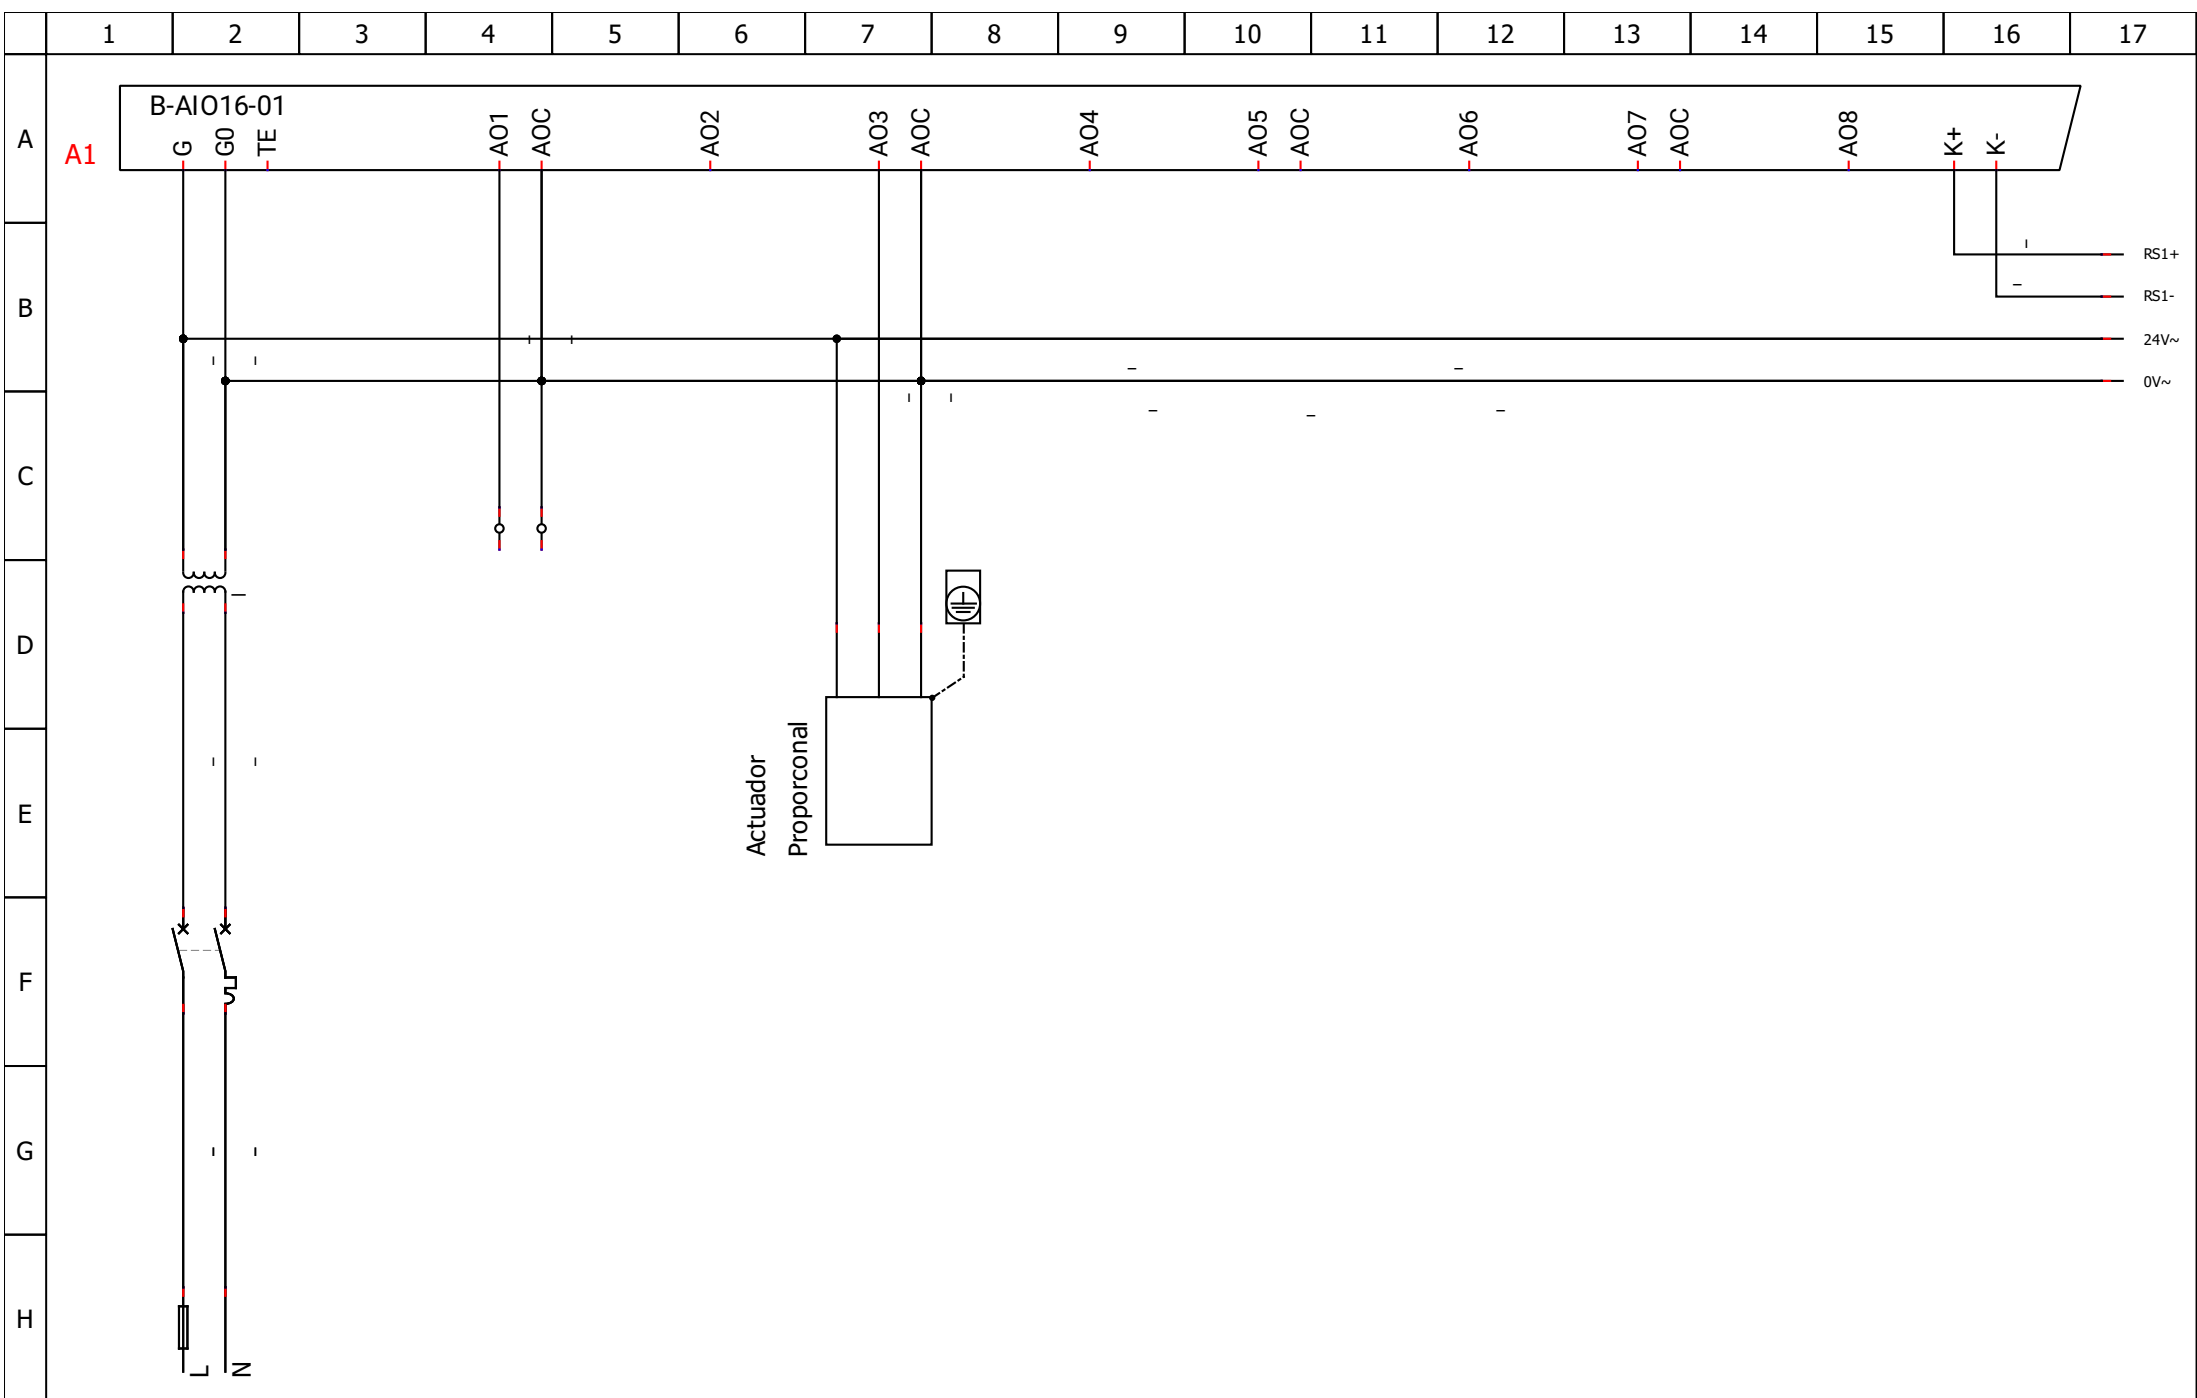 1 2 3 4 5 6 7 8 9 10 11 12 13 14 15 16 17
A
B-AIO16-01
A1
G G0 TE AO1 AOC AO2 AO3 AOC AO4 AO5 AOC AO6 AO7 AOC AO8 K+ K-
B
RS1+
RS1-
24V~
0V~
C
D
E
Actuador
Proporconal
F
G
H
L N